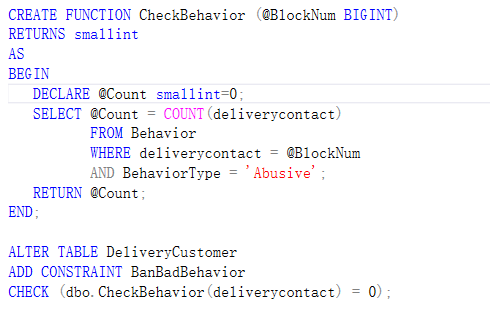 CREATE FUNCTION CheckBehavior (@BlockNum BIGINT)
RETURNS smallint
AS
BEGIN
DECLARE @Count smallint=0;
SELECT @Count = COUNT(deliverycontact)
FROM Behavior
WHERE deliverycontact = @BlockNum
AND BehaviorType = 'Abusive';
RETURN @Count;
END;
ALTER TABLE DeliveryCustomer
ADD CONSTRAINT BanBadBehavior
CHECK (dbo.CheckBehavior(deliverycontact) = 0);